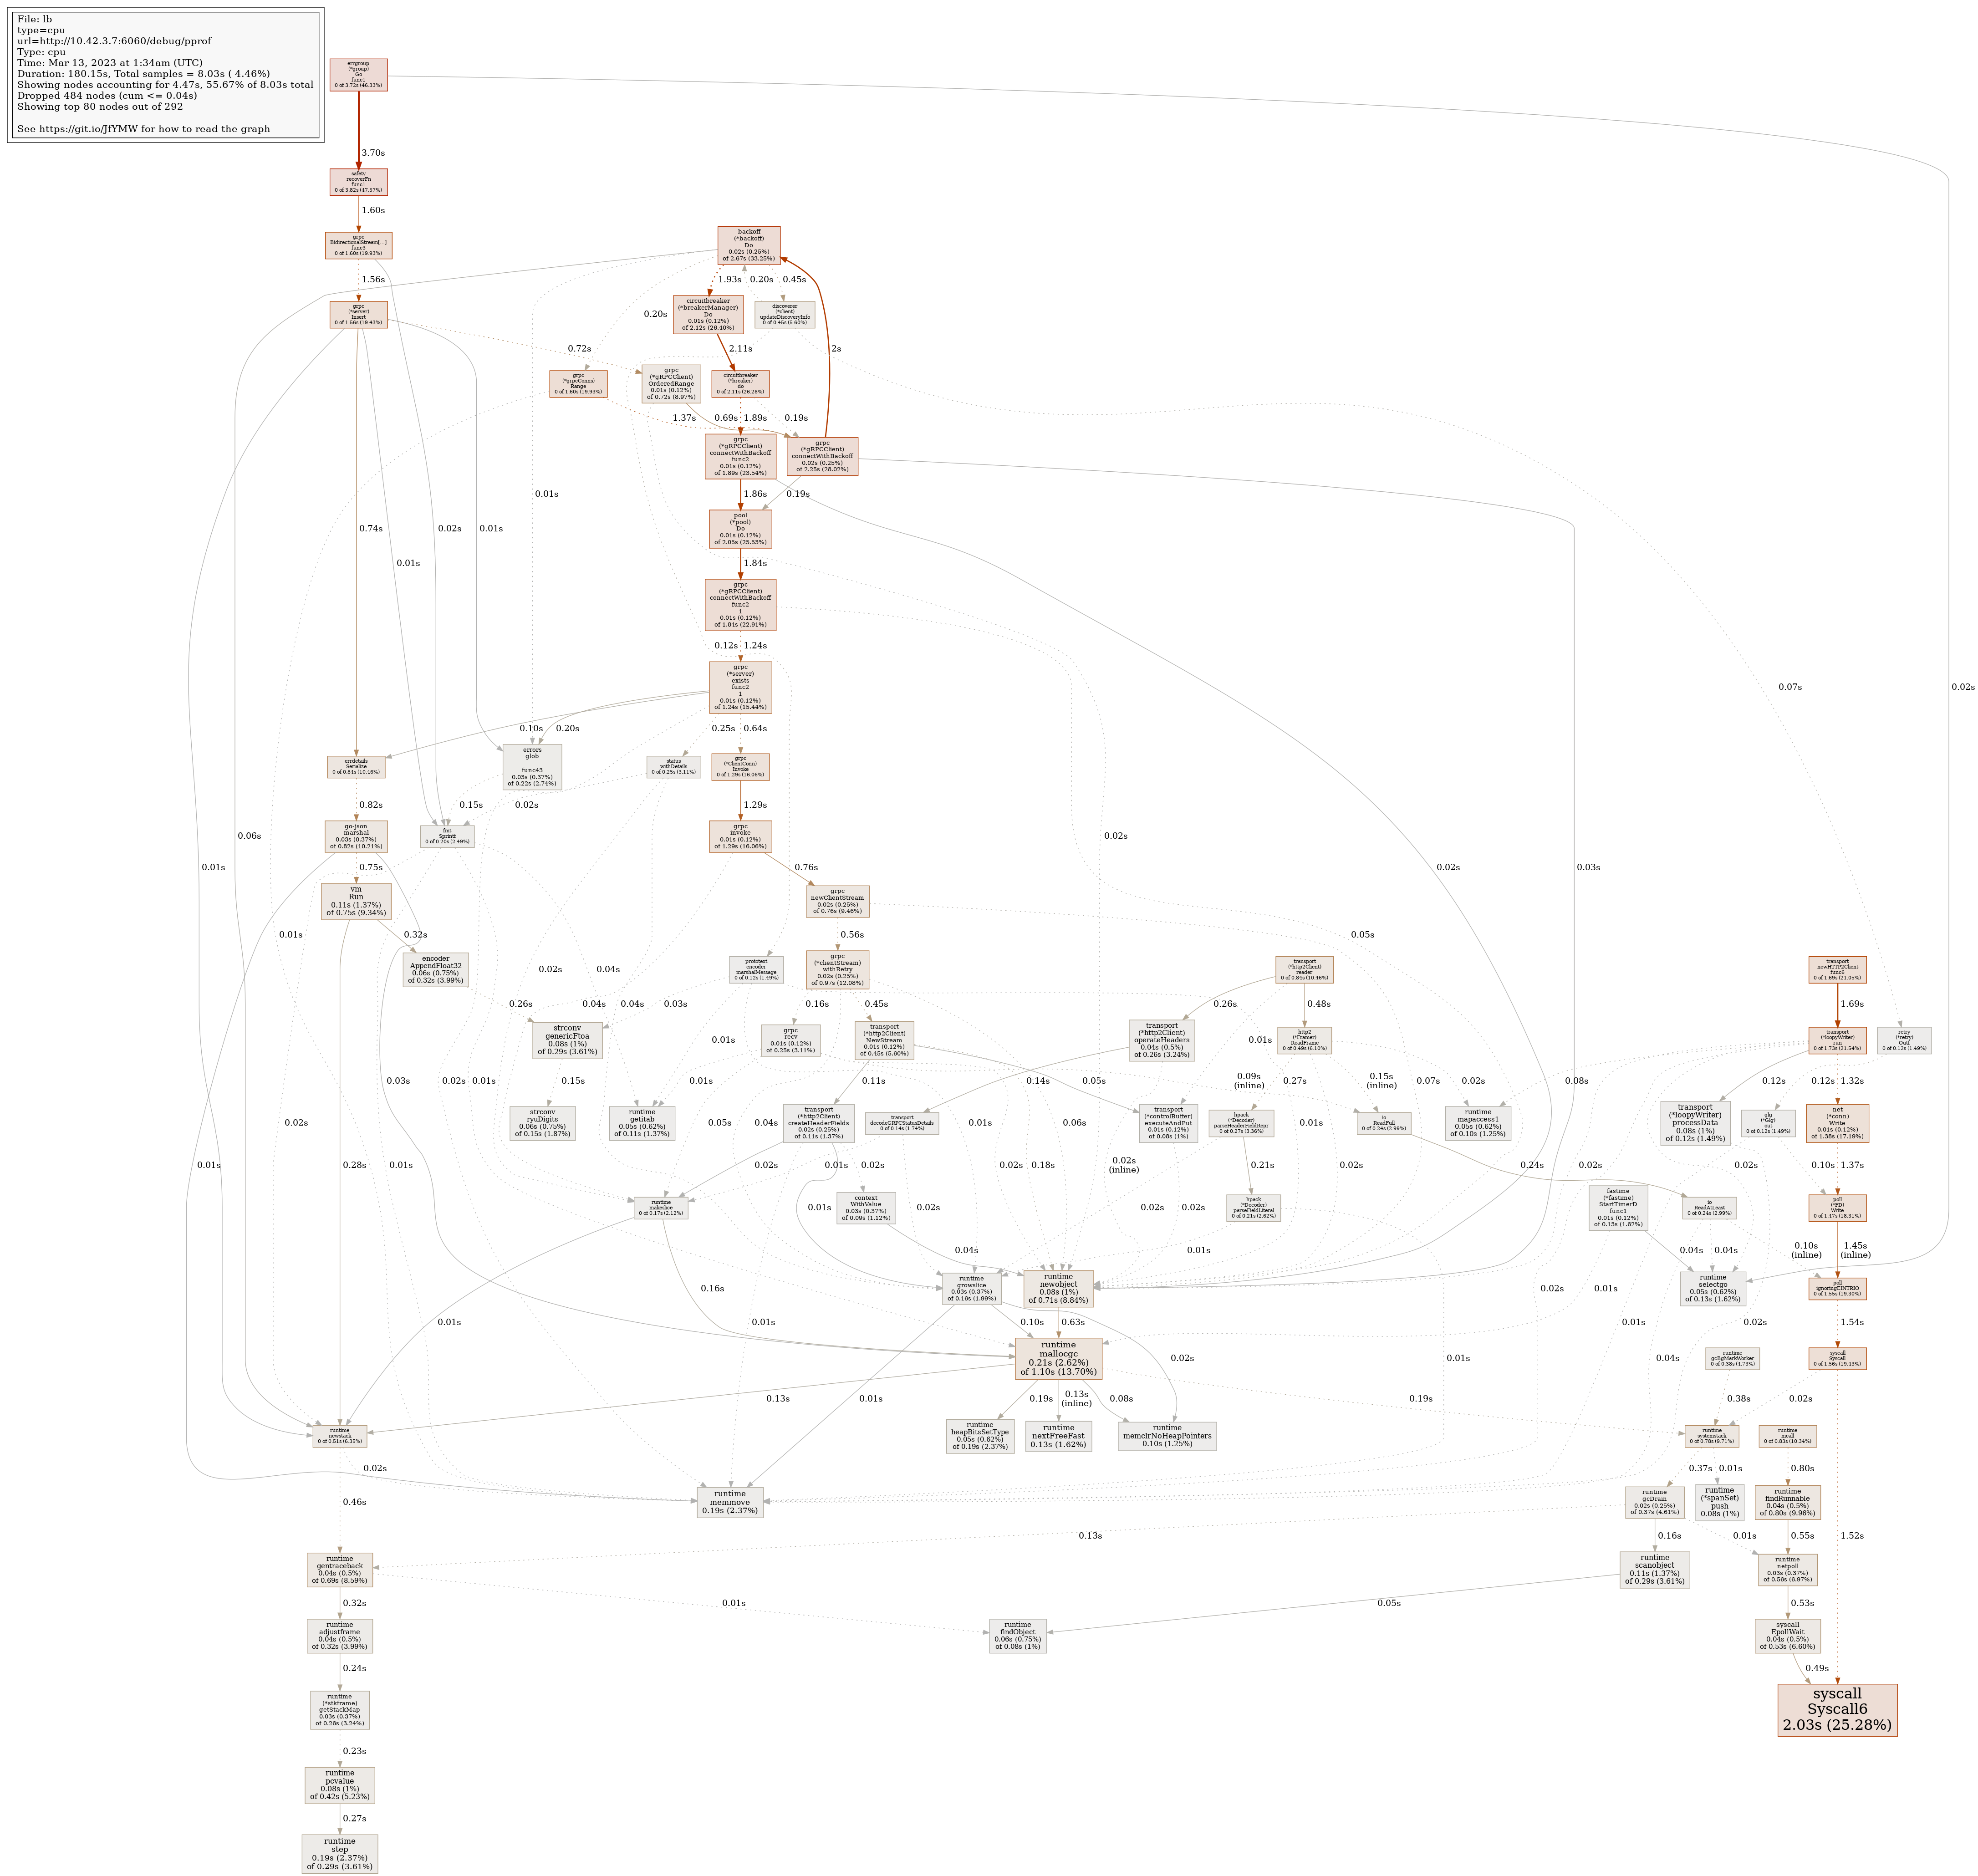 File: lb
type=cpu
url=http://10.42.3.7:6060/debug/pprof
Type: cpu
Time: Mar 13, 2023 at 1:34am (UTC)
Duration: 180.15s, Total samples = 8.03s ( 4.46%)
Showing nodes accounting for 4.47s, 55.67% of 8.03s total
Dropped 484 nodes (cum <= 0.04s)
Showing top 80 nodes out of 292
See https://git.io/JfYMW for how to read the graph
errgroup
(*group)
Go
func1
0 of 3.72s (46.33%)
3.70s
safety
recoverFn
func1
0 of 3.82s (47.57%)
1.60s
0.02s
grpc
BidirectionalStream[...]
func3
0 of 1.60s (19.93%)
1.56s
backoff
(*backoff)
Do
0.02s (0.25%)
of 2.67s (33.25%)
1.93s
0.20s
0.45s
0.20s
grpc
(*server)
Insert
0 of 1.56s (19.43%)
circuitbreaker
(*breakerManager)
Do
0.01s (0.12%)
of 2.12s (26.40%)
discoverer
(*client)
updateDiscoveryInfo
0 of 0.45s (5.60%)
0.72s
2.11s
2s
grpc
(*grpcConns)
Range
0 of 1.60s (19.93%)
grpc
(*gRPCClient)
OrderedRange
0.01s (0.12%)
of 0.72s (8.97%)
circuitbreaker
(*breaker)
do
0 of 2.11s (26.28%)
1.37s
0.69s
1.89s
0.19s
grpc
(*gRPCClient)
connectWithBackoff
func2
0.01s (0.12%)
of 1.89s (23.54%)
grpc
(*gRPCClient)
connectWithBackoff
0.02s (0.25%)
of 2.25s (28.02%)
0.01s
1.86s
0.19s
pool
(*pool)
Do
0.01s (0.12%)
of 2.05s (25.53%)
0.74s
0.02s
0.01s
0.01s
1.84s
grpc
(*gRPCClient)
connectWithBackoff
func2
1
0.01s (0.12%)
of 1.84s (22.91%)
0.12s
1.24s
0.07s
grpc
(*server)
exists
func2
1
0.01s (0.12%)
of 1.24s (15.44%)
0.10s
0.20s
0.25s
0.64s
errdetails
Serialize
0 of 0.84s (10.46%)
errors
glob
func43
0.03s (0.37%)
of 0.22s (2.74%)
status
withDetails
0 of 0.25s (3.11%)
grpc
(*ClientConn)
Invoke
0 of 1.29s (16.06%)
0.82s
0.15s
0.02s
1.29s
go-json
marshal
0.03s (0.37%)
of 0.82s (10.21%)
fmt
Sprintf
0 of 0.20s (2.49%)
grpc
invoke
0.01s (0.12%)
of 1.29s (16.06%)
0.06s
0.01s
0.02s
0.02s
0.03s
0.75s
0.76s
vm
Run
0.11s (1.37%)
of 0.75s (9.34%)
grpc
newClientStream
0.02s (0.25%)
of 0.76s (9.46%)
0.01s
0.32s
0.56s
0.05s
encoder
AppendFloat32
0.06s (0.75%)
of 0.32s (3.99%)
prototext
encoder
marshalMessage
0 of 0.12s (1.49%)
grpc
(*clientStream)
withRetry
0.02s (0.25%)
of 0.97s (12.08%)
transport
(*http2Client)
reader
0 of 0.84s (10.46%)
transport
newHTTP2Client
func6
0 of 1.69s (21.05%)
0.02s
0.04s
0.26s
0.04s
0.04s
0.03s
0.16s
0.45s
0.26s
0.48s
1.69s
strconv
genericFtoa
0.08s (1%)
of 0.29s (3.61%)
grpc
recv
0.01s (0.12%)
of 0.25s (3.11%)
transport
(*http2Client)
NewStream
0.01s (0.12%)
of 0.45s (5.60%)
transport
(*http2Client)
operateHeaders
0.04s (0.5%)
of 0.26s (3.24%)
http2
(*Framer)
ReadFrame
0 of 0.49s (6.10%)
transport
(*loopyWriter)
run
0 of 1.73s (21.54%)
retry
(*retry)
Outf
0 of 0.12s (1.49%)
0.03s
0.02s
0.01s
0.15s
0.01s
0.01s
0.11s
0.14s
0.05s
0.09s
(inline)
0.01s
0.27s
0.15s
(inline)
0.02s
0.07s
0.08s
0.12s
0.12s
1.32s
strconv
ryuDigits
0.06s (0.75%)
of 0.15s (1.87%)
runtime
getitab
0.05s (0.62%)
of 0.11s (1.37%)
transport
(*http2Client)
createHeaderFields
0.02s (0.25%)
of 0.11s (1.37%)
transport
decodeGRPCStatusDetails
0 of 0.14s (1.74%)
transport
(*controlBuffer)
executeAndPut
0.01s (0.12%)
of 0.08s (1%)
hpack
(*Decoder)
parseHeaderFieldRepr
0 of 0.27s (3.36%)
io
ReadFull
0 of 0.24s (2.99%)
runtime
mapaccess1
0.05s (0.62%)
of 0.10s (1.25%)
transport
(*loopyWriter)
processData
0.08s (1%)
of 0.12s (1.49%)
glg
(*Glg)
out
0 of 0.12s (1.49%)
net
(*conn)
Write
0.01s (0.12%)
of 1.38s (17.19%)
0.02s
0.01s
0.28s
0.01s
0.05s
0.04s
0.02s
0.01s
0.02s
0.01s
0.02s
0.18s
0.06s
0.02s
(inline)
0.01s
0.21s
0.02s
0.24s
0.02s
0.02s
0.10s
1.37s
runtime
makeslice
0 of 0.17s (2.12%)
context
WithValue
0.03s (0.37%)
of 0.09s (1.12%)
hpack
(*Decoder)
parseFieldLiteral
0 of 0.21s (2.62%)
fastime
(*fastime)
StartTimerD
func1
0.01s (0.12%)
of 0.13s (1.62%)
io
ReadAtLeast
0 of 0.24s (2.99%)
poll
(*FD)
Write
0 of 1.47s (18.31%)
0.01s
0.02s
0.04s
0.02s
0.02s
0.01s
0.04s
0.04s
0.10s
(inline)
1.45s
(inline)
runtime
growslice
0.03s (0.37%)
of 0.16s (1.99%)
runtime
newobject
0.08s (1%)
of 0.71s (8.84%)
runtime
selectgo
0.05s (0.62%)
of 0.13s (1.62%)
poll
ignoringEINTRIO
0 of 1.55s (19.30%)
0.01s
0.16s
0.01s
0.10s
0.63s
0.02s
0.02s
0.01s
0.01s
0.04s
0.02s
1.54s
runtime
mallocgc
0.21s (2.62%)
of 1.10s (13.70%)
runtime
gcBgMarkWorker
0 of 0.38s (4.73%)
syscall
Syscall
0 of 1.56s (19.43%)
0.13s
0.01s
0.19s
0.13s
(inline)
0.08s
0.02s
0.19s
0.01s
0.38s
0.02s
runtime
newstack
0 of 0.51s (6.35%)
runtime
heapBitsSetType
0.05s (0.62%)
of 0.19s (2.37%)
runtime
nextFreeFast
0.13s (1.62%)
runtime
memclrNoHeapPointers
0.10s (1.25%)
runtime
systemstack
0 of 0.78s (9.71%)
runtime
mcall
0 of 0.83s (10.34%)
0.02s
0.46s
0.37s
0.01s
0.80s
runtime
memmove
0.19s (2.37%)
runtime
gcDrain
0.02s (0.25%)
of 0.37s (4.61%)
runtime
(*spanSet)
push
0.08s (1%)
runtime
findRunnable
0.04s (0.5%)
of 0.80s (9.96%)
0.13s
0.16s
0.01s
0.55s
1.52s
runtime
gentraceback
0.04s (0.5%)
of 0.69s (8.59%)
runtime
scanobject
0.11s (1.37%)
of 0.29s (3.61%)
runtime
netpoll
0.03s (0.37%)
of 0.56s (6.97%)
0.32s
0.01s
0.05s
0.53s
runtime
adjustframe
0.04s (0.5%)
of 0.32s (3.99%)
runtime
findObject
0.06s (0.75%)
of 0.08s (1%)
syscall
EpollWait
0.04s (0.5%)
of 0.53s (6.60%)
0.24s
0.49s
runtime
(*stkframe)
getStackMap
0.03s (0.37%)
of 0.26s (3.24%)
syscall
Syscall6
2.03s (25.28%)
0.23s
runtime
pcvalue
0.08s (1%)
of 0.42s (5.23%)
0.27s
runtime
step
0.19s (2.37%)
of 0.29s (3.61%)